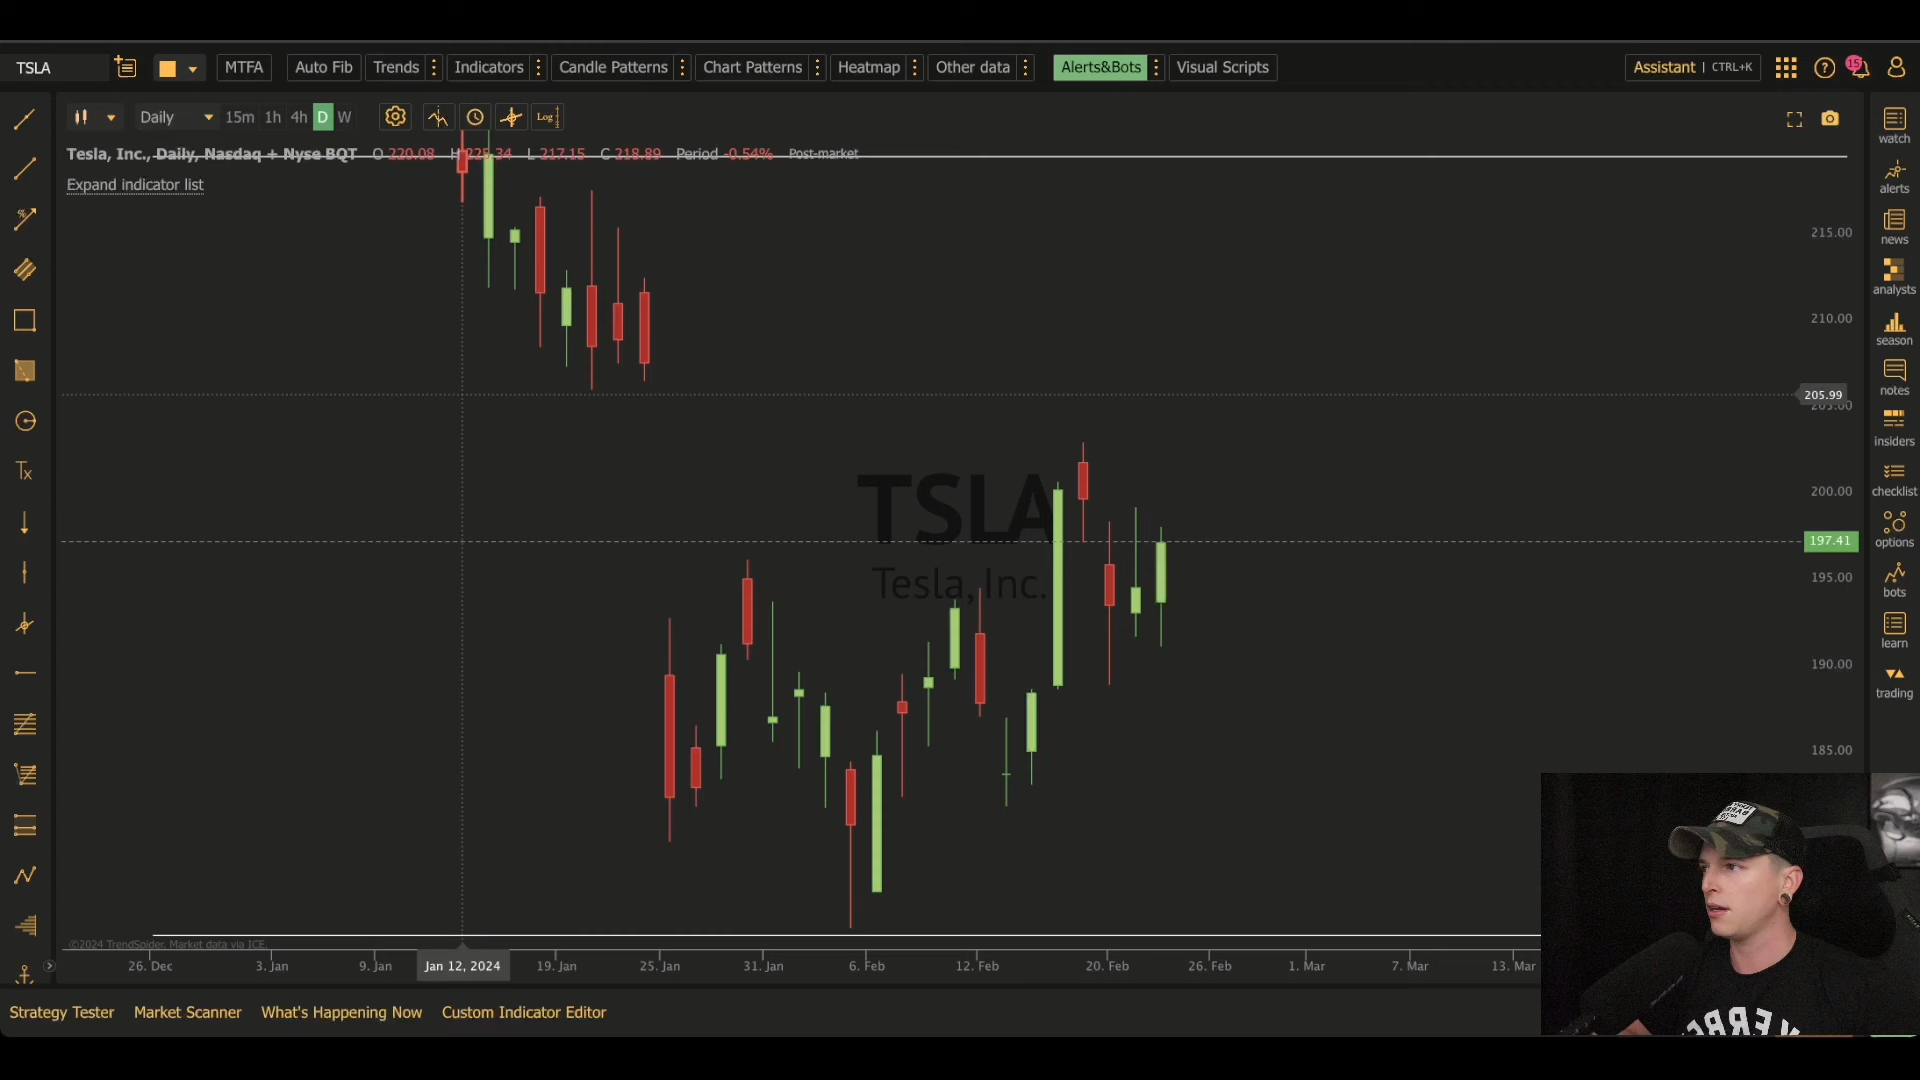 TSLA MTFA Auto Fib Trends Indicators Candle Patterns Chart Patterns Heatmap Other data Alerts&Bots Visual Scripts Assistant | CTRL+K 15
Daily 15m 1h 4h D W Log
Tesla, Inc., Daily, Nasdaq + Nyse BQT O 220.08 H 225.34 L 217.15 C 218.89 Period -0.54% Post-market
Expand indicator list
215.00
210.00
205.99
205.00
200.00
197.41
195.00
190.00
185.00
TSLA
Tesla, Inc.
watch
alerts
news
analysts
season
notes
insiders
checklist
options
bots
learn
trading
%
Tx
©2024 TrendSpider. Market data via ICE.
26. Dec 3. Jan 9. Jan Jan 12, 2024 19. Jan 25. Jan 31. Jan 6. Feb 12. Feb 20. Feb 26. Feb 1. Mar 7. Mar 13. Mar
Strategy Tester Market Scanner What's Happening Now Custom Indicator Editor